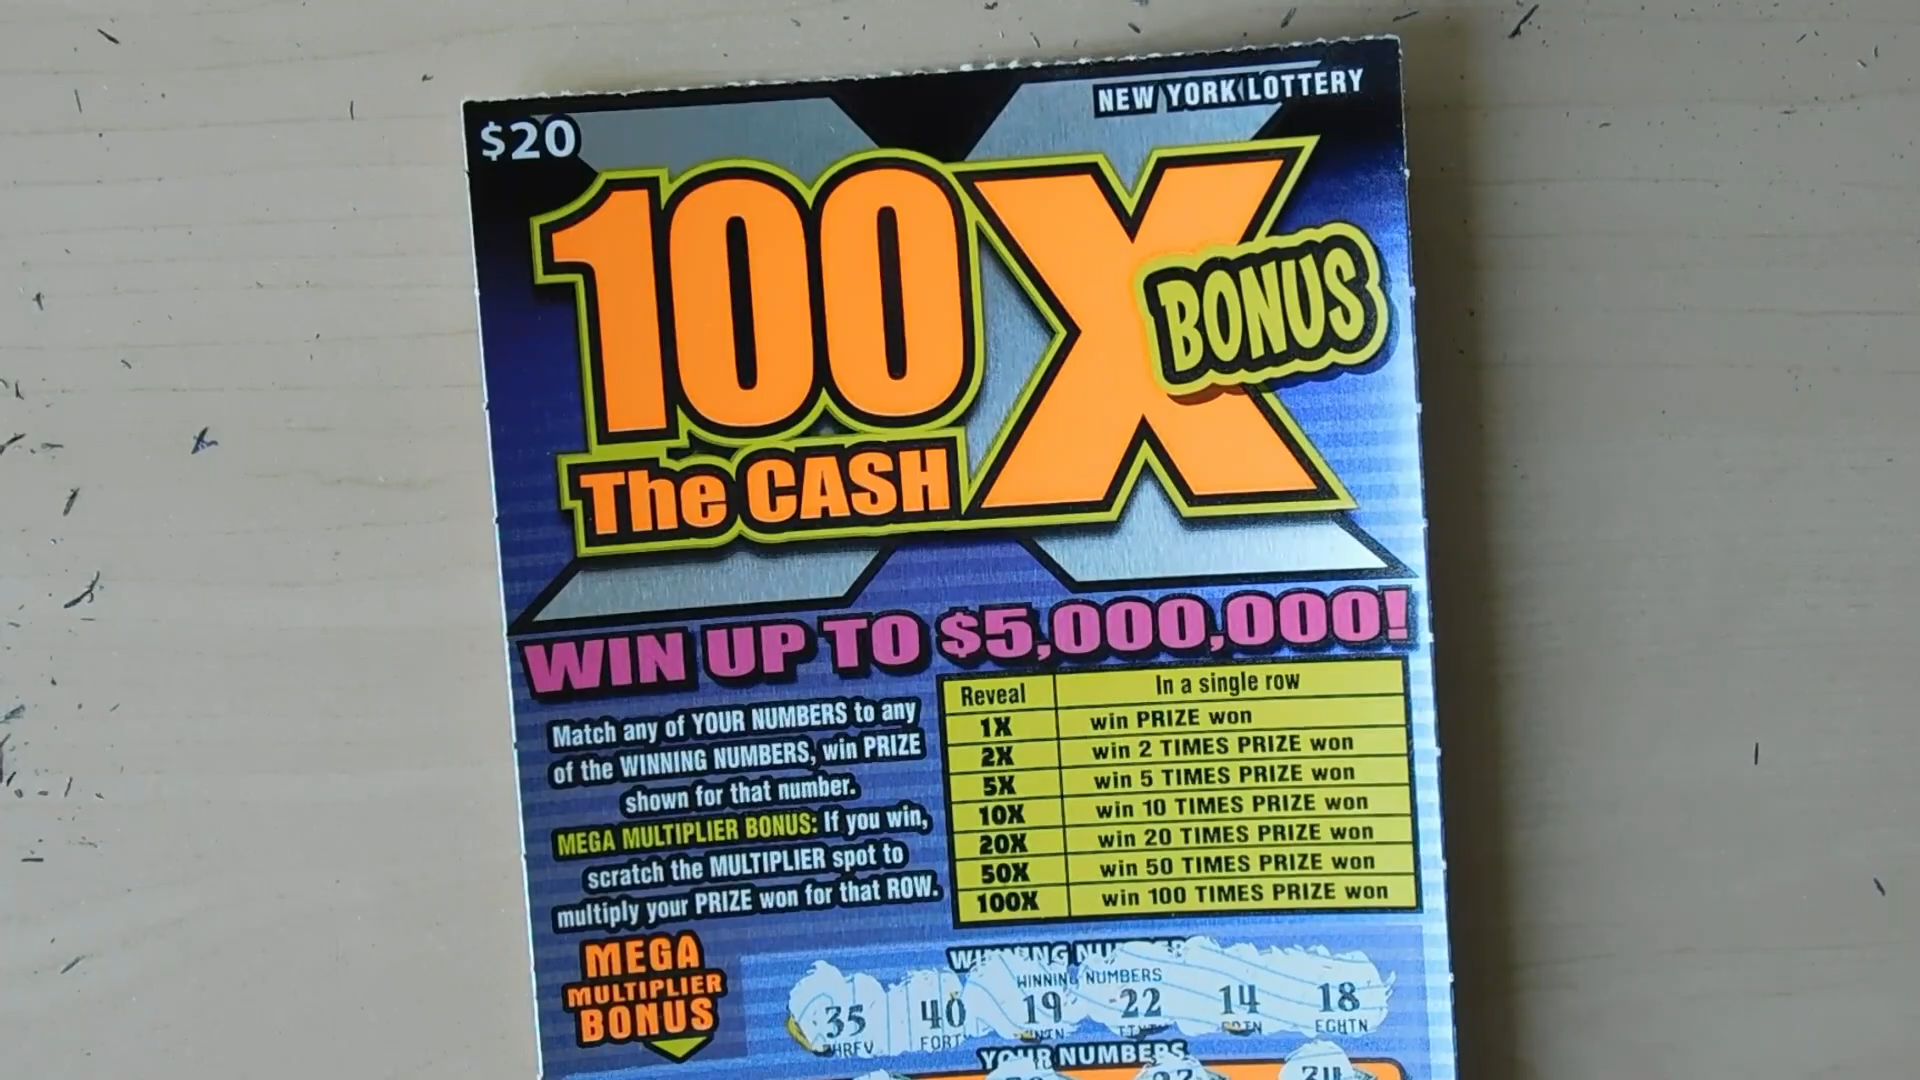 NEW YORK LOTTERY
$20
100X
BONUS
The CASH
WIN UP TO $5,000,000!
Match any of YOUR NUMBERS to any
of the WINNING NUMBERS, win PRIZE
shown for that number.
MEGA MULTIPLIER BONUS: If you win,
scratch the MULTIPLIER spot to
multiply your PRIZE won for that ROW.
Reveal In a single row
1X win PRIZE won
2X win 2 TIMES PRIZE won
5X win 5 TIMES PRIZE won
10X win 10 TIMES PRIZE won
20X win 20 TIMES PRIZE won
50X win 50 TIMES PRIZE won
100X win 100 TIMES PRIZE won
MEGA
MULTIPLIER
BONUS
WINNING NUMBERS
35 40 19 22 14 18
EGHTN
YOUR NUMBERS